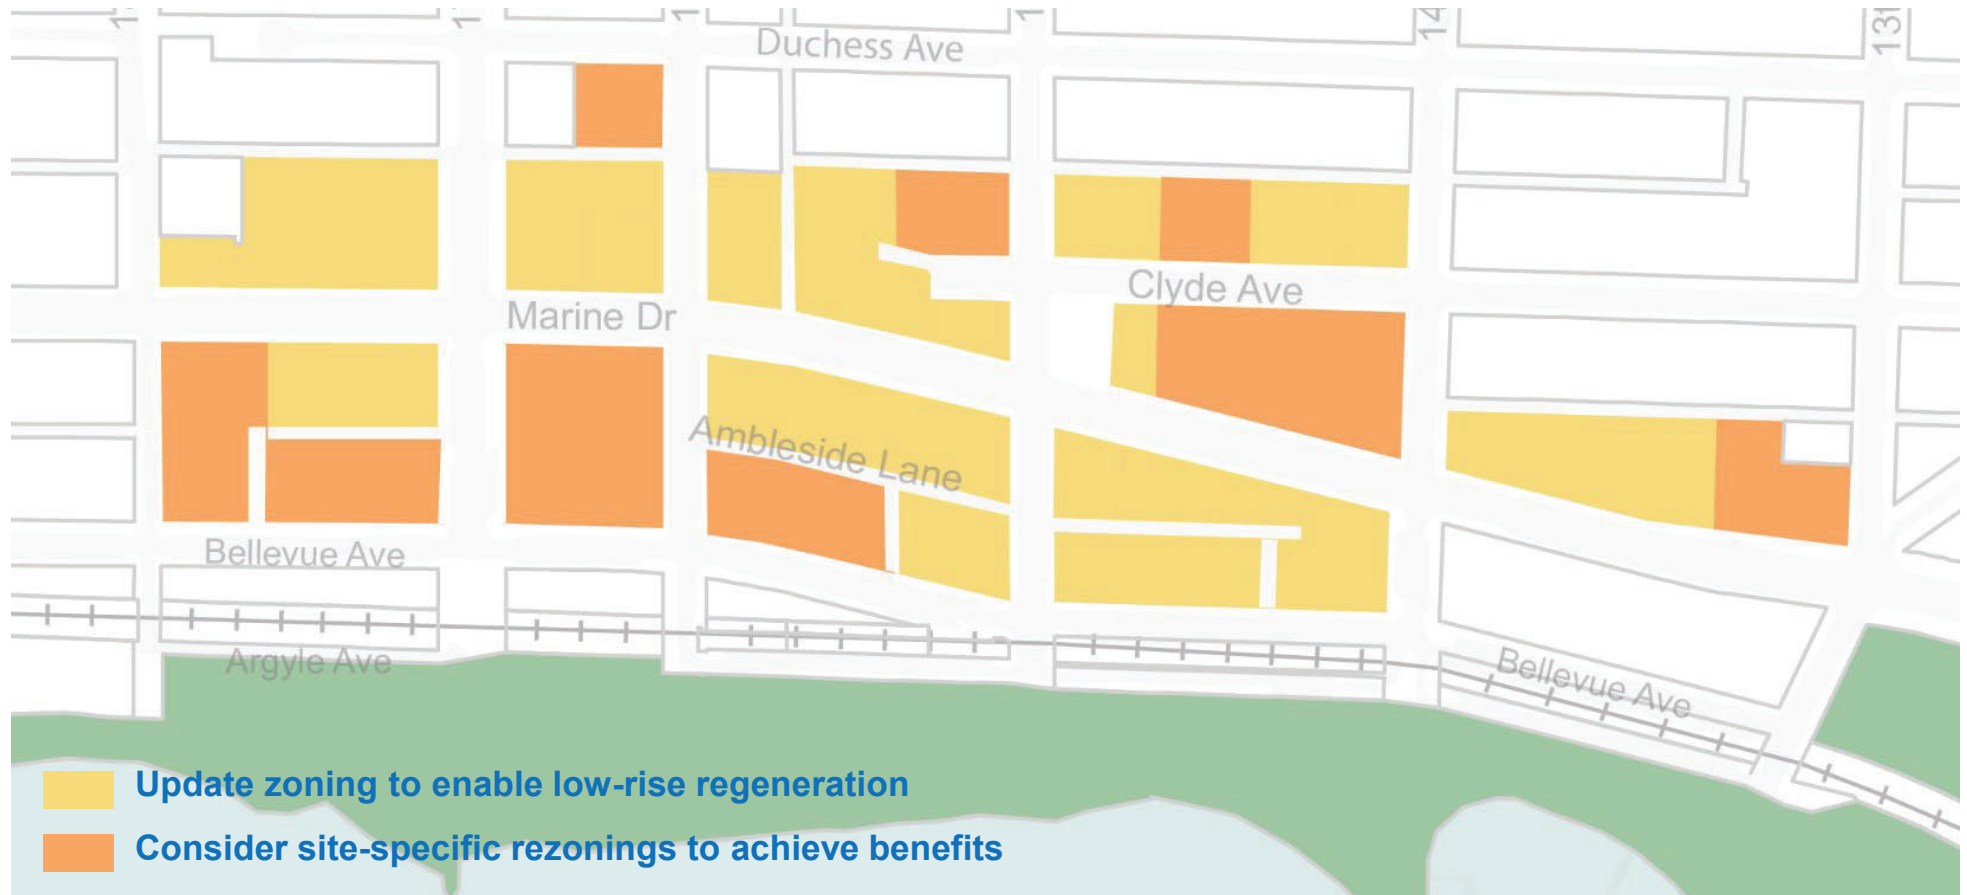 Duchess Ave
Clyde Ave
Marine Dr
Ambleside Lane
Bellevue Ave
Argyle Ave
Bellevue Ave
Update zoning to enable low-rise regeneration
Consider site-specific rezonings to achieve benefits